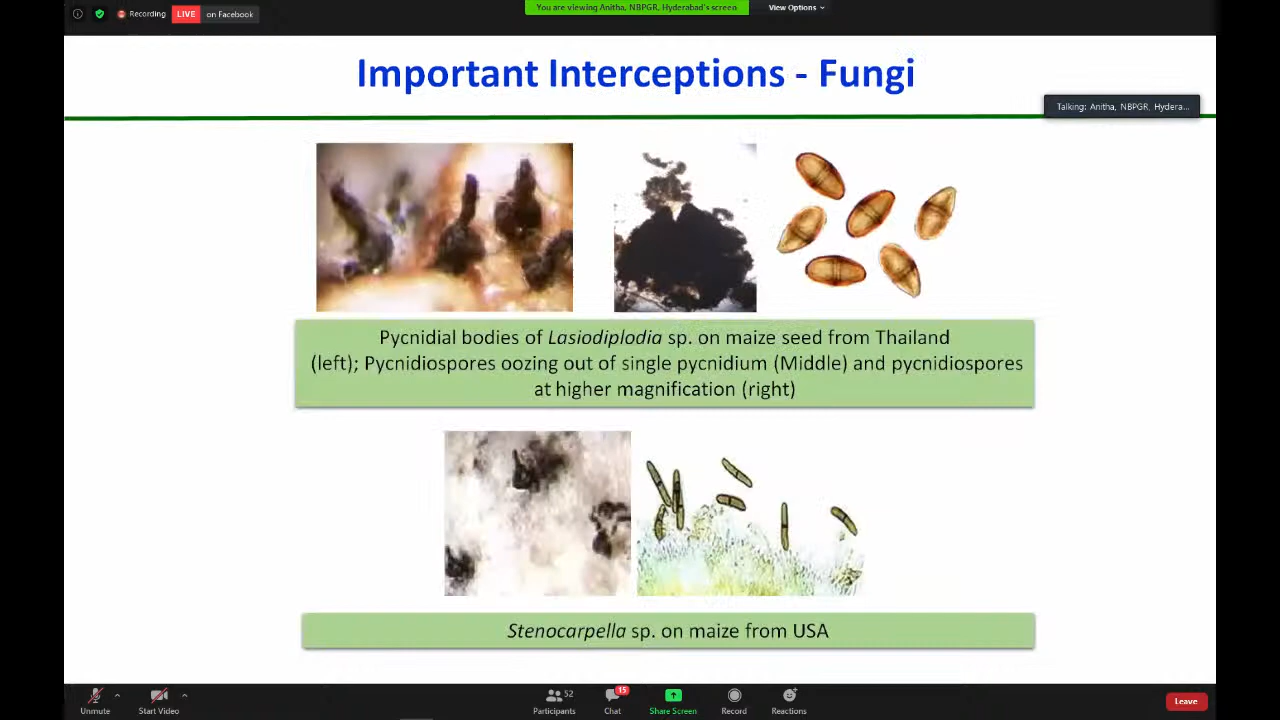 Recording
LIVE
on Facebook
You are viewing Anitha, NBPGR, Hyderabad's screen
View Options
Important Interceptions - Fungi
Talking: Anitha, NBPGR, Hydera...
Pycnidial bodies of Lasiodiplodia sp. on maize seed from Thailand
(left); Pycnidiospores oozing out of single pycnidium (Middle) and pycnidiospores
at higher magnification (right)
Stenocarpella sp. on maize from USA
Unmute
Start Video
52
Participants
15
Chat
Share Screen
Record
Reactions
Leave